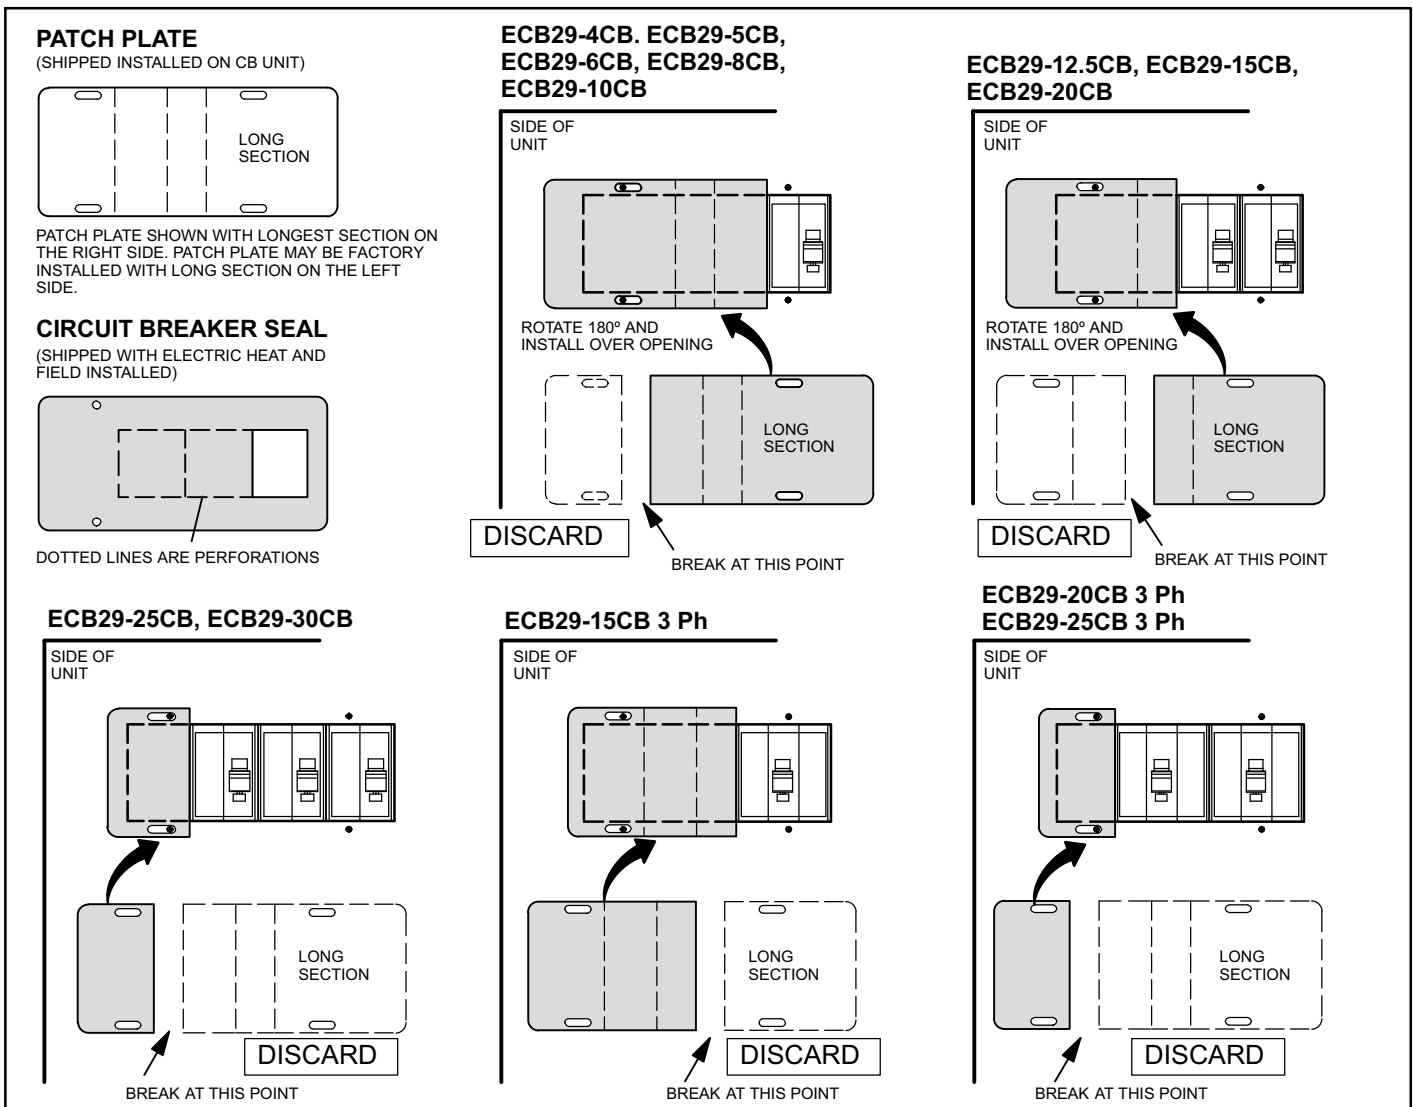 PATCH PLATE
(SHIPPED INSTALLED ON CB UNIT)
LONG
SECTION
PATCH PLATE SHOWN WITH LONGEST SECTION ON
THE RIGHT SIDE. PATCH PLATE MAY BE FACTORY
INSTALLED WITH LONG SECTION ON THE LEFT
SIDE.
CIRCUIT BREAKER SEAL
(SHIPPED WITH ELECTRIC HEAT AND
FIELD INSTALLED)
DOTTED LINES ARE PERFORATIONS
ECB29-4CB. ECB29-5CB,
ECB29-6CB, ECB29-8CB,
ECB29-10CB
SIDE OF
UNIT
ROTATE 180º AND
INSTALL OVER OPENING
LONG
SECTION
DISCARD
BREAK AT THIS POINT
ECB29-12.5CB, ECB29-15CB,
ECB29-20CB
SIDE OF
UNIT
ROTATE 180º AND
INSTALL OVER OPENING
LONG
SECTION
DISCARD
BREAK AT THIS POINT
ECB29-25CB, ECB29-30CB
SIDE OF
UNIT
LONG
SECTION
DISCARD
BREAK AT THIS POINT
ECB29-15CB 3 Ph
SIDE OF
UNIT
LONG
SECTION
DISCARD
BREAK AT THIS POINT
ECB29-20CB 3 Ph
ECB29-25CB 3 Ph
SIDE OF
UNIT
LONG
SECTION
DISCARD
BREAK AT THIS POINT